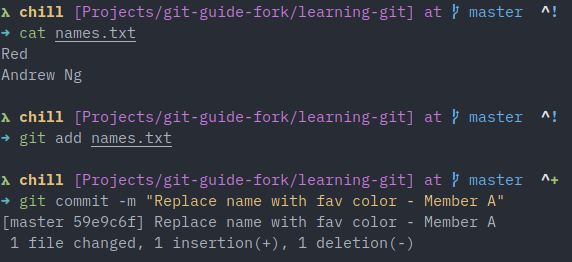 λ chill [Projects/git-guide-fork/learning-git] at master ^!
→ cat names.txt
Red
Andrew Ng
λ chill [Projects/git-guide-fork/learning-git] at master ^!
→ git add names.txt
λ chill [Projects/git-guide-fork/learning-git] at master ^+
→ git commit -m "Replace name with fav color - Member A"
[master 59e9c6f] Replace name with fav color - Member A
1 file changed, 1 insertion(+), 1 deletion(-)